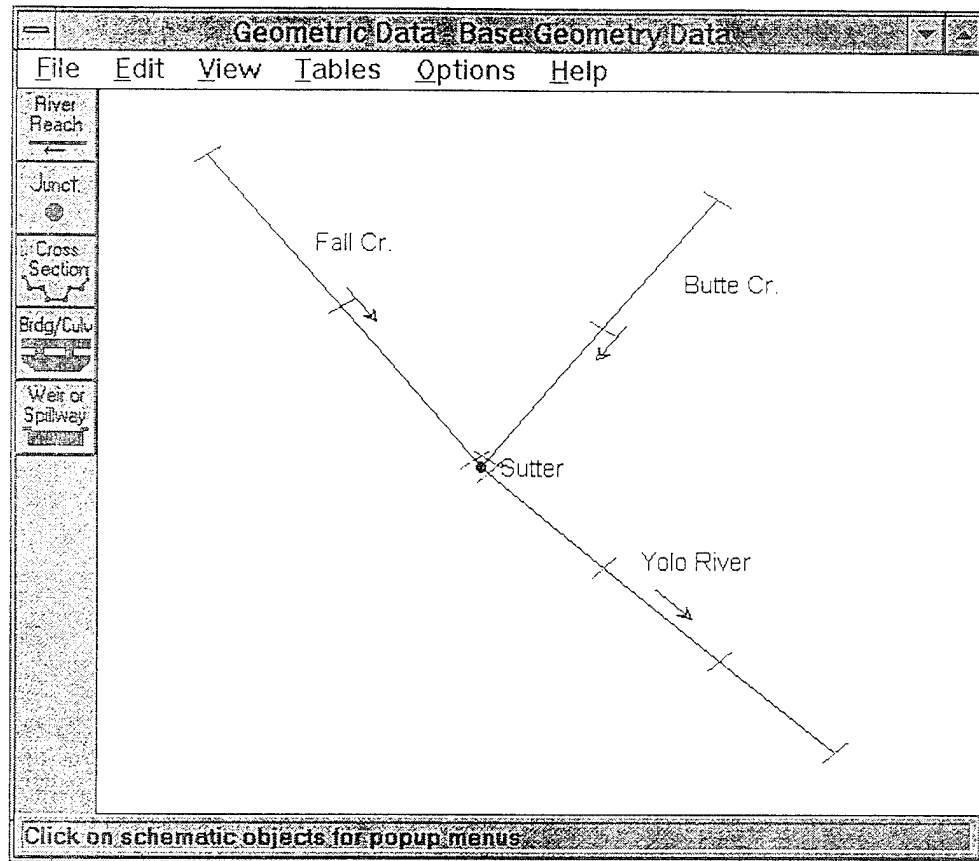 Geometric Data - Base Geometry Data
File Edit View Tables Options Help
River
Reach
Junct.
Cross
Section
Brdg/Culv
Weir or
Spillway
Fall Cr.
Butte Cr.
Sutter
Yolo River
Click on schematic objects for popup menus